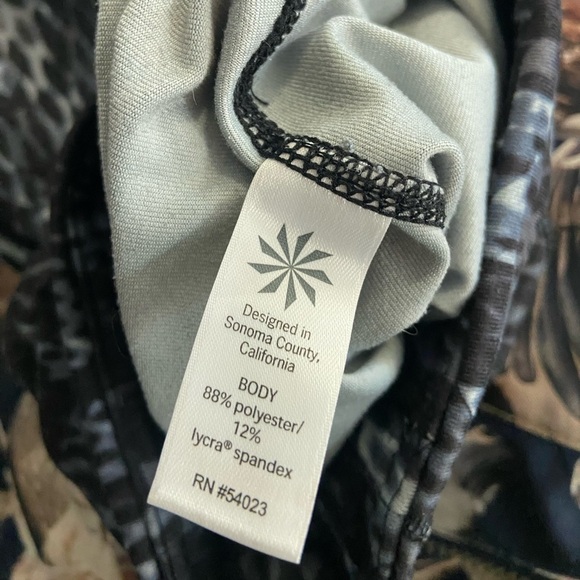 Designed in
Sonoma County,
California
BODY
88% polyester/
12%
lycra® spandex
RN #54023